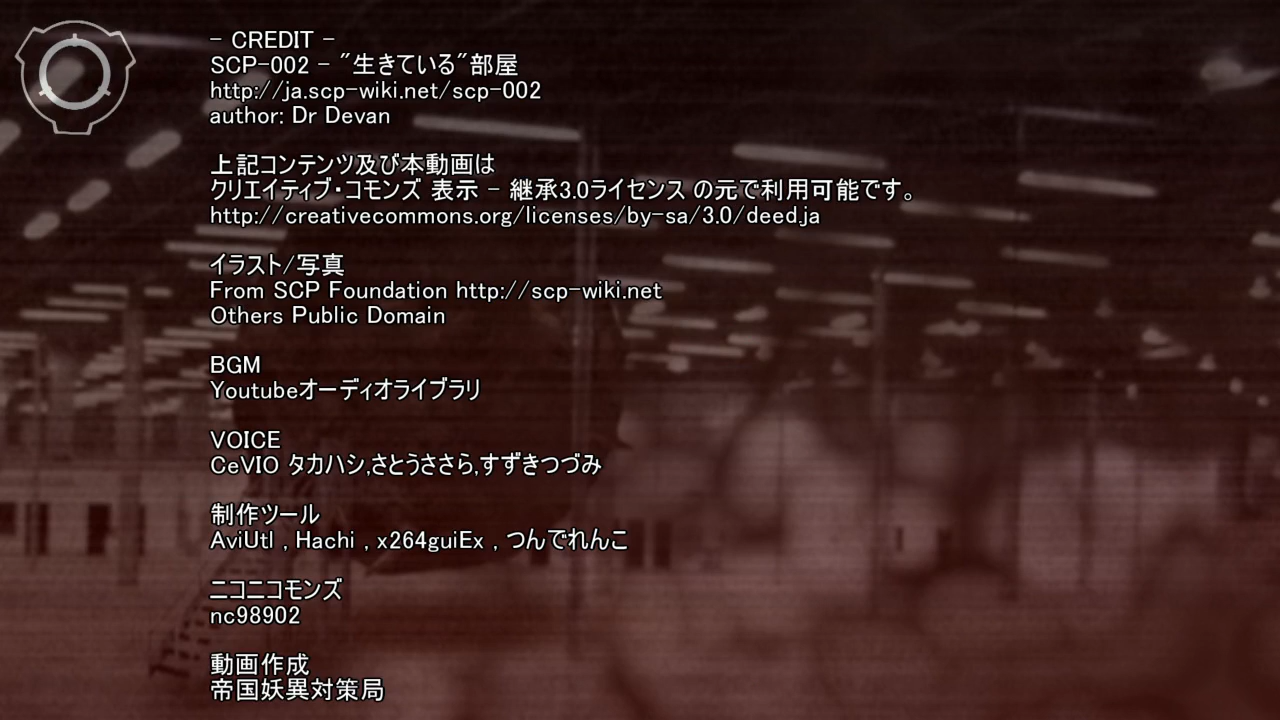 - CREDIT -
SCP-002 - "生きている"部屋
http://ja.scp-wiki.net/scp-002
author: Dr Devan
上記コンテンツ及び本動画は
クリエイティブ・コモンズ 表示 - 継承3.0ライセンス の元で利用可能です。
http://creativecommons.org/licenses/by-sa/3.0/deed.ja
イラスト/写真
From SCP Foundation http://scp-wiki.net
Others Public Domain
BGM
Youtubeオーディオライブラリ
VOICE
CeVIO タカハシ,さとうささら,すずきつづみ
制作ツール
AviUtl , Hachi , x264guiEx , つんでれんこ
ニコニコモンズ
nc98902
動画作成
帝国妖異対策局